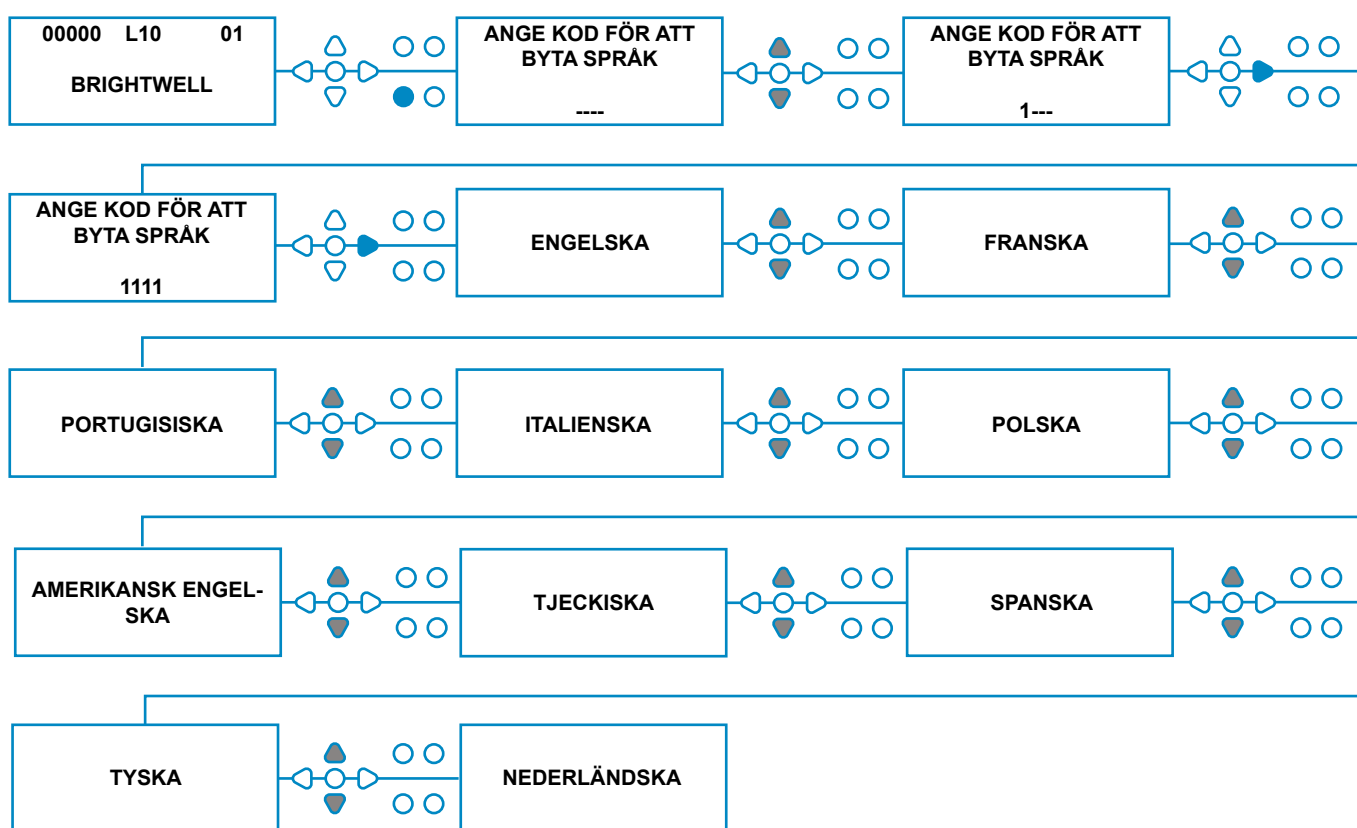 00000 L10 01
BRIGHTWELL
ANGE KOD FÖR ATT
BYTA SPRÅK
----
ANGE KOD FÖR ATT
BYTA SPRÅK
1---
ANGE KOD FÖR ATT
BYTA SPRÅK
1111
ENGELSKA
FRANSKA
PORTUGISISKA
ITALIENSKA
POLSKA
AMERIKANSK ENGEL-
SKA
TJECKISKA
SPANSKA
TYSKA
NEDERLÄNDSKA